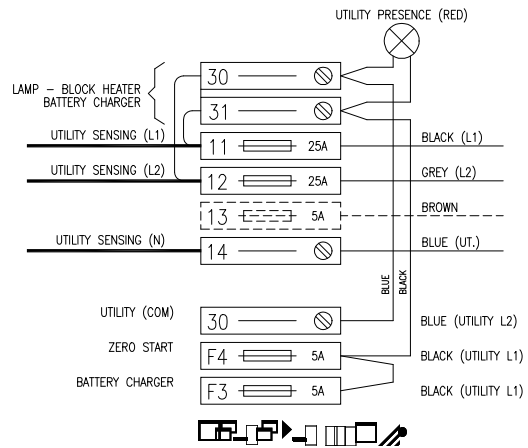 UTILITY PRESENCE (RED)
30
LAMP – BLOCK HEATER
BATTERY CHARGER
31
UTILITY SENSING (L1)
11 25A BLACK (L1)
UTILITY SENSING (L2)
12 25A GREY (L2)
13 5A BROWN
UTILITY SENSING (N)
14 BLUE (UT.)
BLUE
BLACK
UTILITY (COM)
30 BLUE (UTILITY L2)
ZERO START
F4 5A BLACK (UTILITY L1)
BATTERY CHARGER
F3 5A BLACK (UTILITY L1)